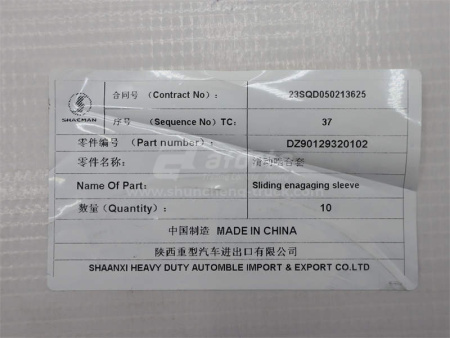 SHACMAN
合同号 （Contract No）： 23SQD050213625
序号 （Sequence No）TC： 37
零件编号 （Part number）： DZ90129320102
零件名称： 滑动啮合套
Name Of Part: Sliding enagaging sleeve
数量（Quantity）： 10
中国制造 MADE IN CHINA
陕西重型汽车进出口有限公司
SHAANXI HEAVY DUTY AUTOMBLE IMPORT & EXPORT CO.LTD